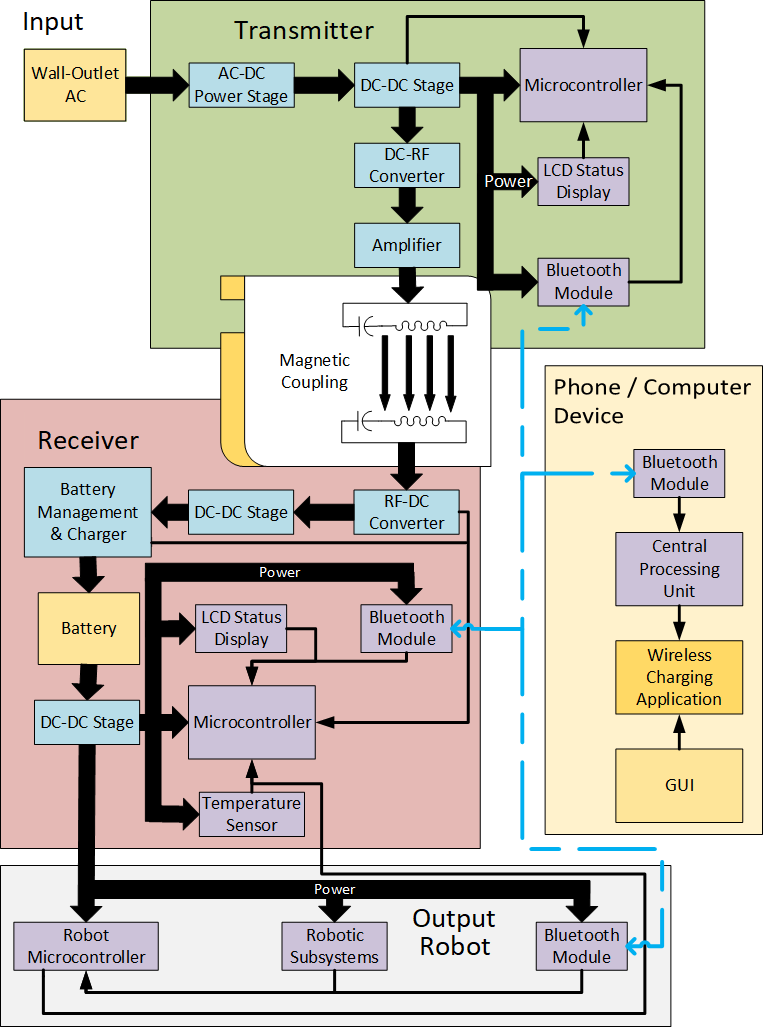 Input
Transmitter
Wall-Outlet
AC
AC-DC
Power Stage
DC-DC Stage
Microcontroller
DC-RF
Converter
Power
LCD Status
Display
Amplifier
Bluetooth
Module
Magnetic
Coupling
Phone / Computer
Device
Bluetooth
Module
Central
Processing
Unit
Wireless
Charging
Application
GUI
Receiver
Battery
Management
& Charger
DC-DC Stage
RF-DC
Converter
Power
Battery
LCD Status
Display
Bluetooth
Module
DC-DC Stage
Microcontroller
Temperature
Sensor
Power
Output
Robot
Robot
Microcontroller
Robotic
Subsystems
Bluetooth
Module